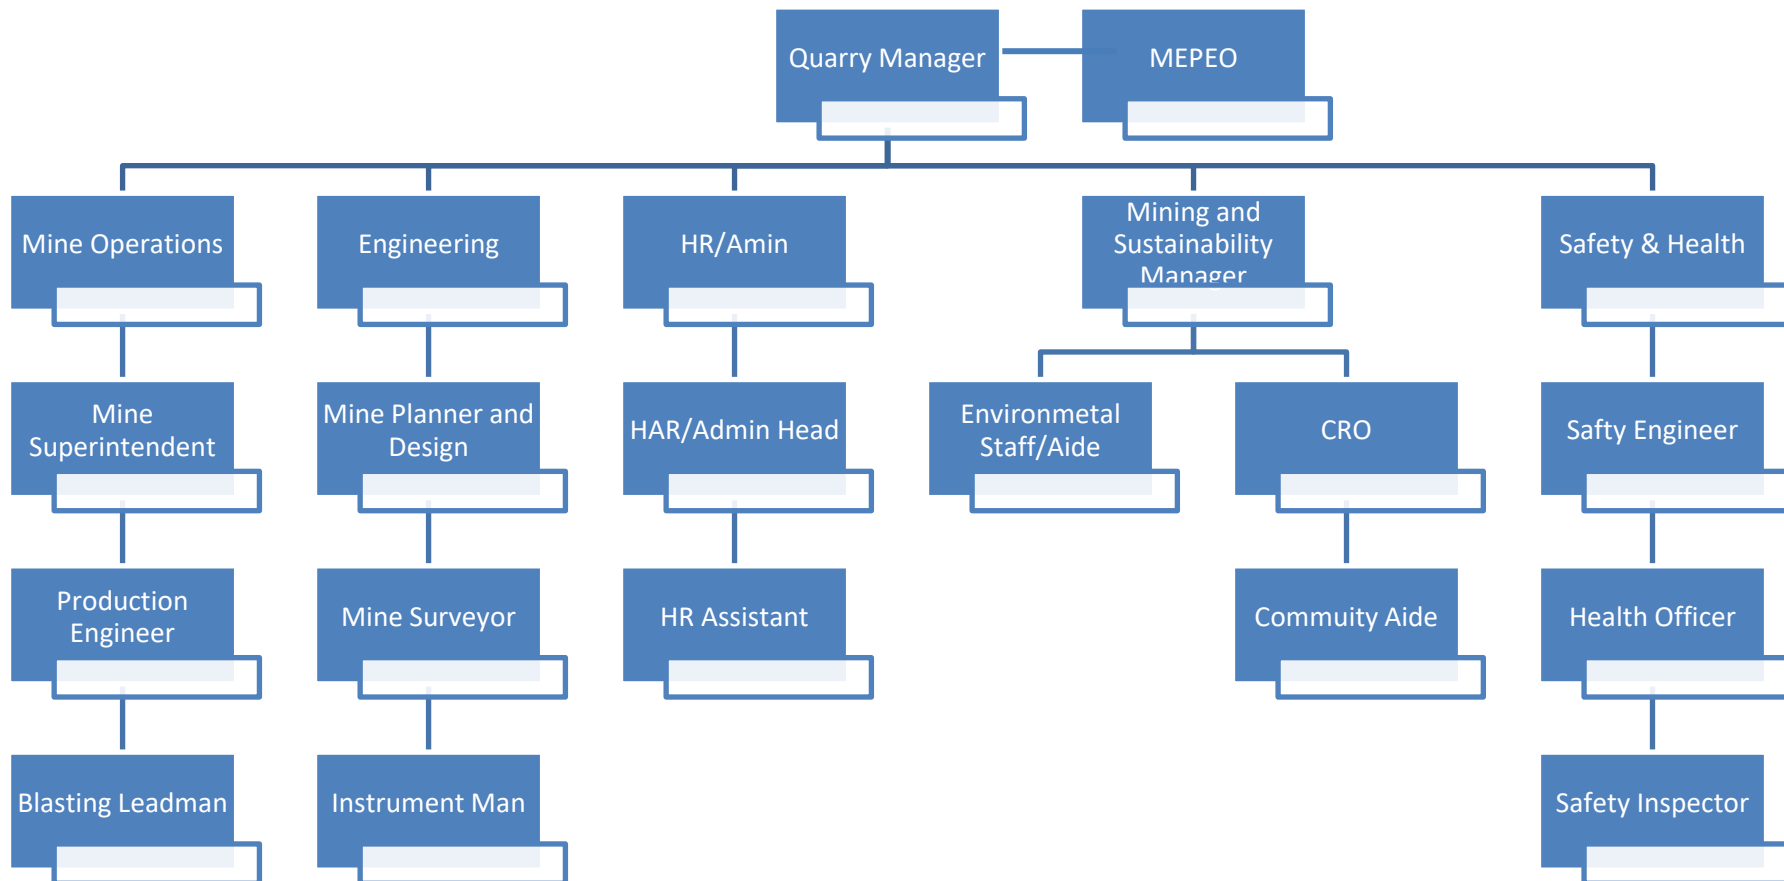 Quarry Manager
MEPEO
Mine Operations
Engineering
HR/Amin
Mining and
Sustainability
Manager
Safety & Health
Mine
Superintendent
Mine Planner and
Design
HAR/Admin Head
Environmetal
Staff/Aide
CRO
Safty Engineer
Production
Engineer
Mine Surveyor
HR Assistant
Commuity Aide
Health Officer
Blasting Leadman
Instrument Man
Safety Inspector